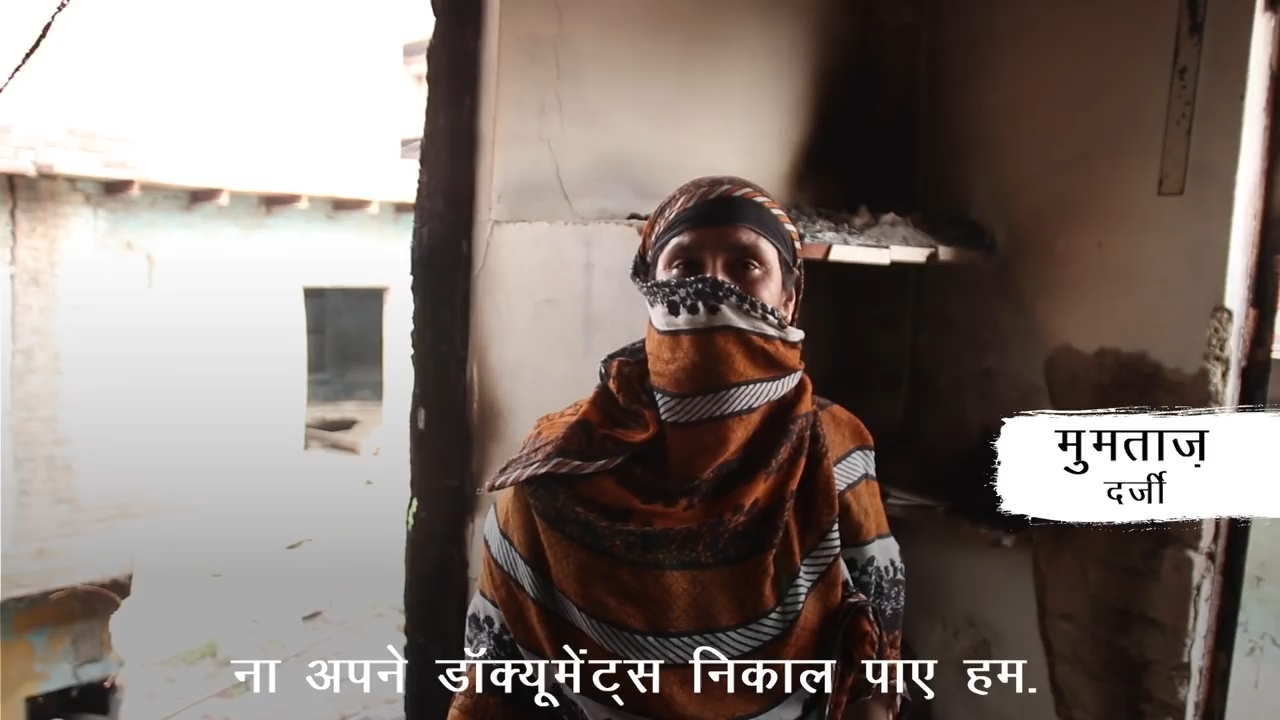 मुमताज़
दर्जी
ना अपने डॉक्यूमेंट्स निकाल पाए हम.